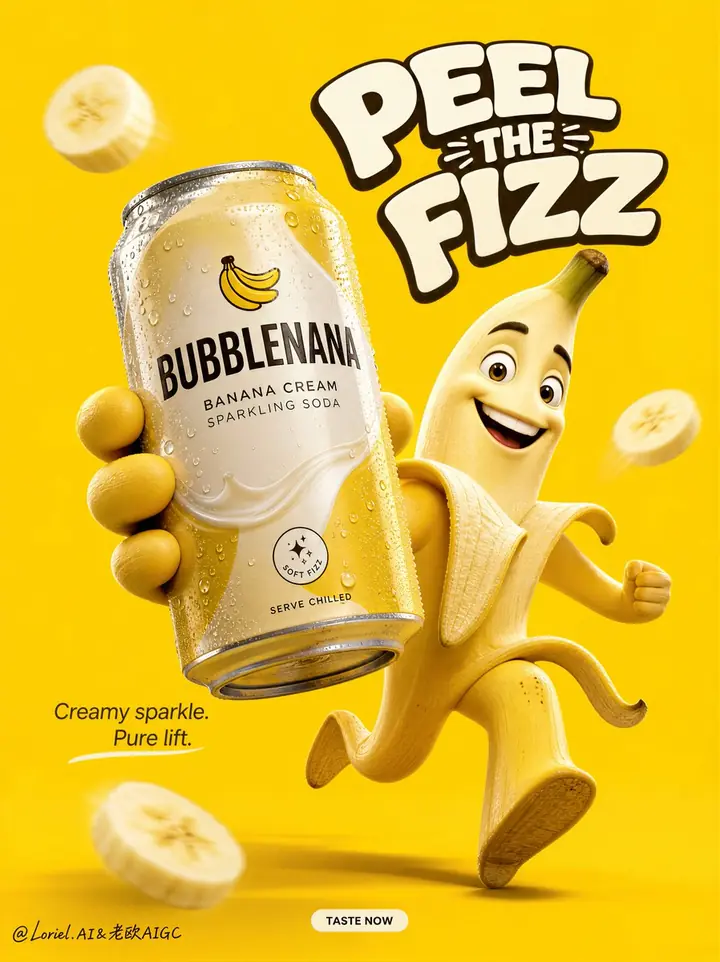 PEEL
THE
FIZZ
BUBBLENANA
BANANA CREAM
SPARKLING SODA
SOFT FIZZ
SERVE CHILLED
Creamy sparkle.
Pure lift.
TASTE NOW
@Loriel.AI&老欧AIGC